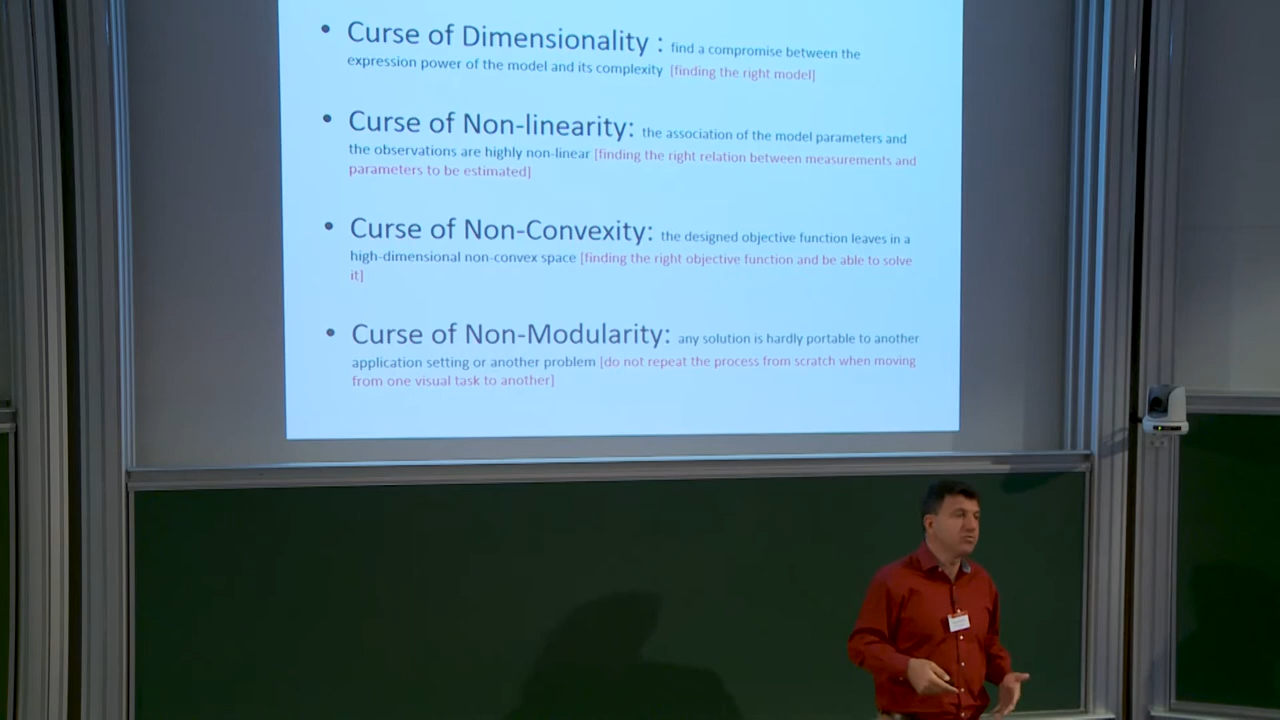 • Curse of Dimensionality : find a compromise between the
expression power of the model and its complexity [finding the right model]
• Curse of Non-linearity: the association of the model parameters and
the observations are highly non-linear [finding the right relation between measurements and
parameters to be estimated]
• Curse of Non-Convexity: the designed objective function leaves in a
high-dimensional non-convex space [finding the right objective function and be able to solve
it]
• Curse of Non-Modularity: any solution is hardly portable to another
application setting or another problem [do not repeat the process from scratch when moving
from one visual task to another]